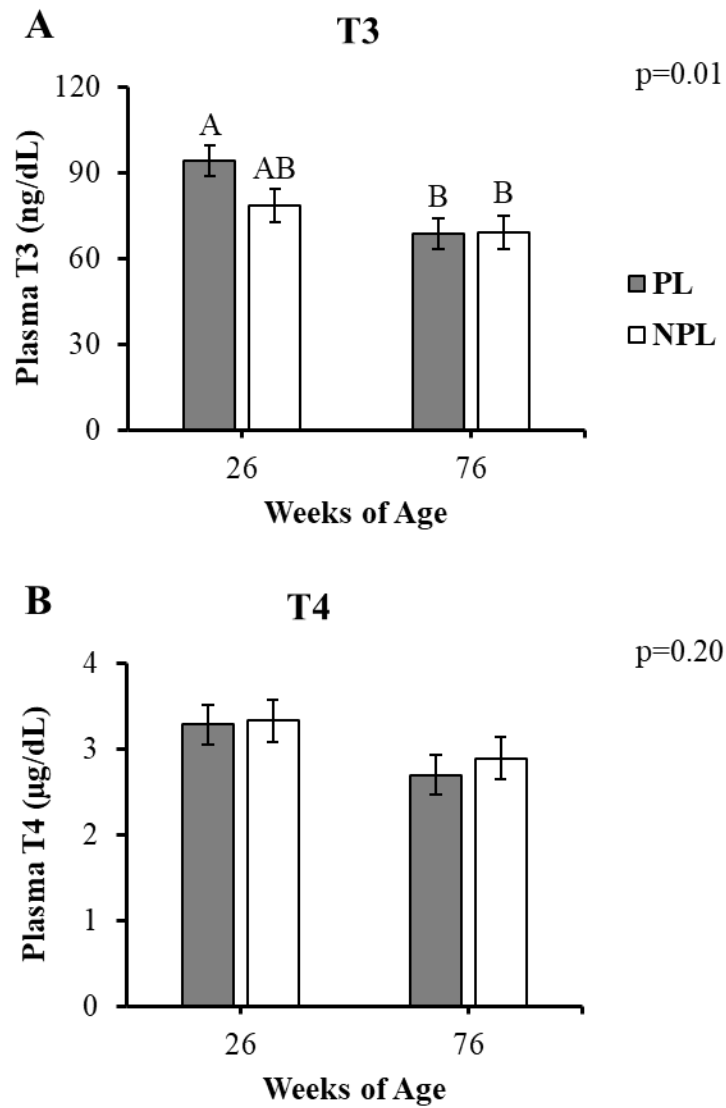 A
T3
p=0.01
Plasma T3 (ng/dL)
120
90
60
30
0
A
AB
B
B
PL
NPL
26
76
Weeks of Age
B
T4
p=0.20
Plasma T4 (µg/dL)
4
3
2
1
0
26
76
Weeks of Age